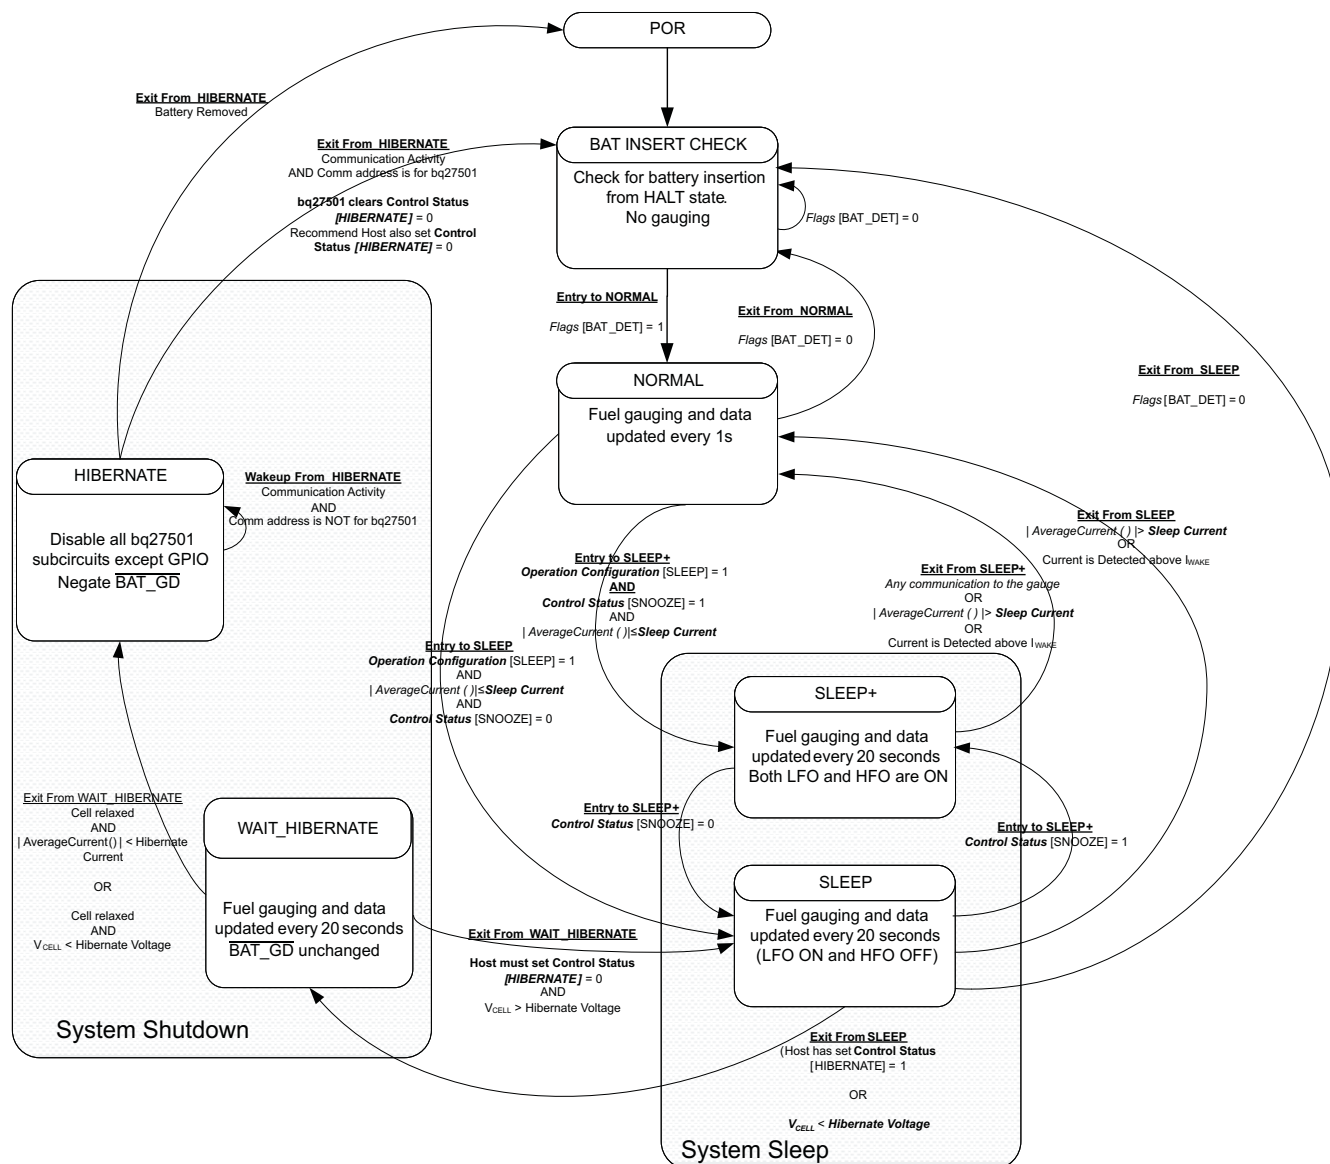 POR
Exit From HIBERNATE
Battery Removed
Exit From HIBERNATE
Communication Activity
AND Comm address is for bq27501
bq27501 clears Control Status
[HIBERNATE] = 0
Recommend Host also set Control
Status [HIBERNATE] = 0
BAT INSERT CHECK
Check for battery insertion
from HALT state.
No gauging
Flags [BAT_DET] = 0
Entry to NORMAL
Flags [BAT_DET] = 1
Exit From NORMAL
Flags [BAT_DET] = 0
Exit From SLEEP
Flags [BAT_DET] = 0
NORMAL
Fuel gauging and data
updated every 1s
HIBERNATE
Disable all bq27501
subcircuits except GPIO
Negate BAT_GD
Wakeup From HIBERNATE
Communication Activity
AND
Comm address is NOT for bq27501
Exit From SLEEP
| AverageCurrent ( ) |> Sleep Current
OR
Current is Detected above IWAKE
Entry to SLEEP+
Operation Configuration [SLEEP] = 1
AND
Control Status [SNOOZE] = 1
AND
| AverageCurrent ( )|≤Sleep Current
Exit From SLEEP+
Any communication to the gauge
OR
| AverageCurrent ( ) |> Sleep Current
OR
Current is Detected above IWAKE
Entry to SLEEP
Operation Configuration [SLEEP] = 1
AND
| AverageCurrent ( )|≤Sleep Current
AND
Control Status [SNOOZE] = 0
SLEEP+
Fuel gauging and data
updated every 20 seconds
Both LFO and HFO are ON
Entry to SLEEP+
Control Status [SNOOZE] = 0
Entry to SLEEP+
Control Status [SNOOZE] = 1
Exit From WAIT_HIBERNATE
Cell relaxed
AND
| AverageCurrent() | < Hibernate
Current
OR
Cell relaxed
AND
VCELL < Hibernate Voltage
WAIT_HIBERNATE
Fuel gauging and data
updated every 20 seconds
BAT_GD unchanged
SLEEP
Fuel gauging and data
updated every 20 seconds
(LFO ON and HFO OFF)
Exit From WAIT_HIBERNATE
Host must set Control Status
[HIBERNATE] = 0
AND
VCELL > Hibernate Voltage
System Shutdown
Exit From SLEEP
(Host has set Control Status
[HIBERNATE] = 1
OR
VCELL < Hibernate Voltage
System Sleep